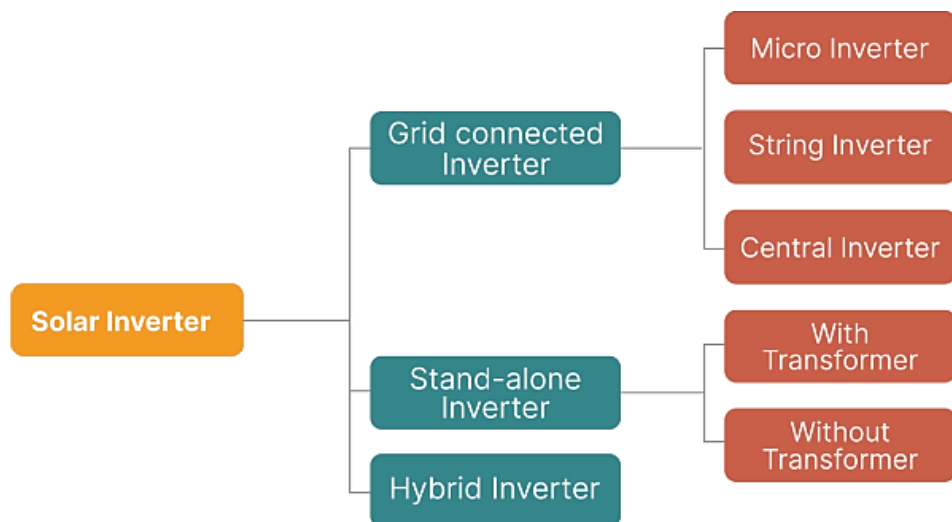 Micro Inverter
Grid connected
Inverter
String Inverter
Central Inverter
Solar Inverter
With
Transformer
Stand-alone
Inverter
Without
Transformer
Hybrid Inverter